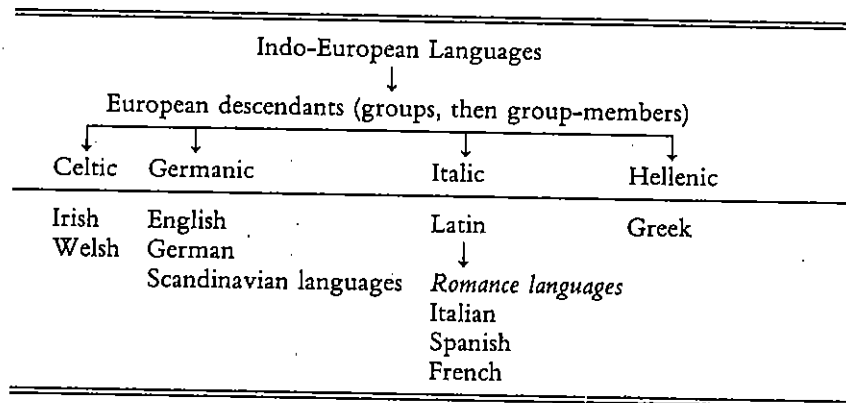 Indo-European Languages
European descendants (groups, then group-members)
Celtic Germanic Italic Hellenic
Irish English Latin Greek
Welsh German
Scandinavian languages Romance languages
Italian
Spanish
French